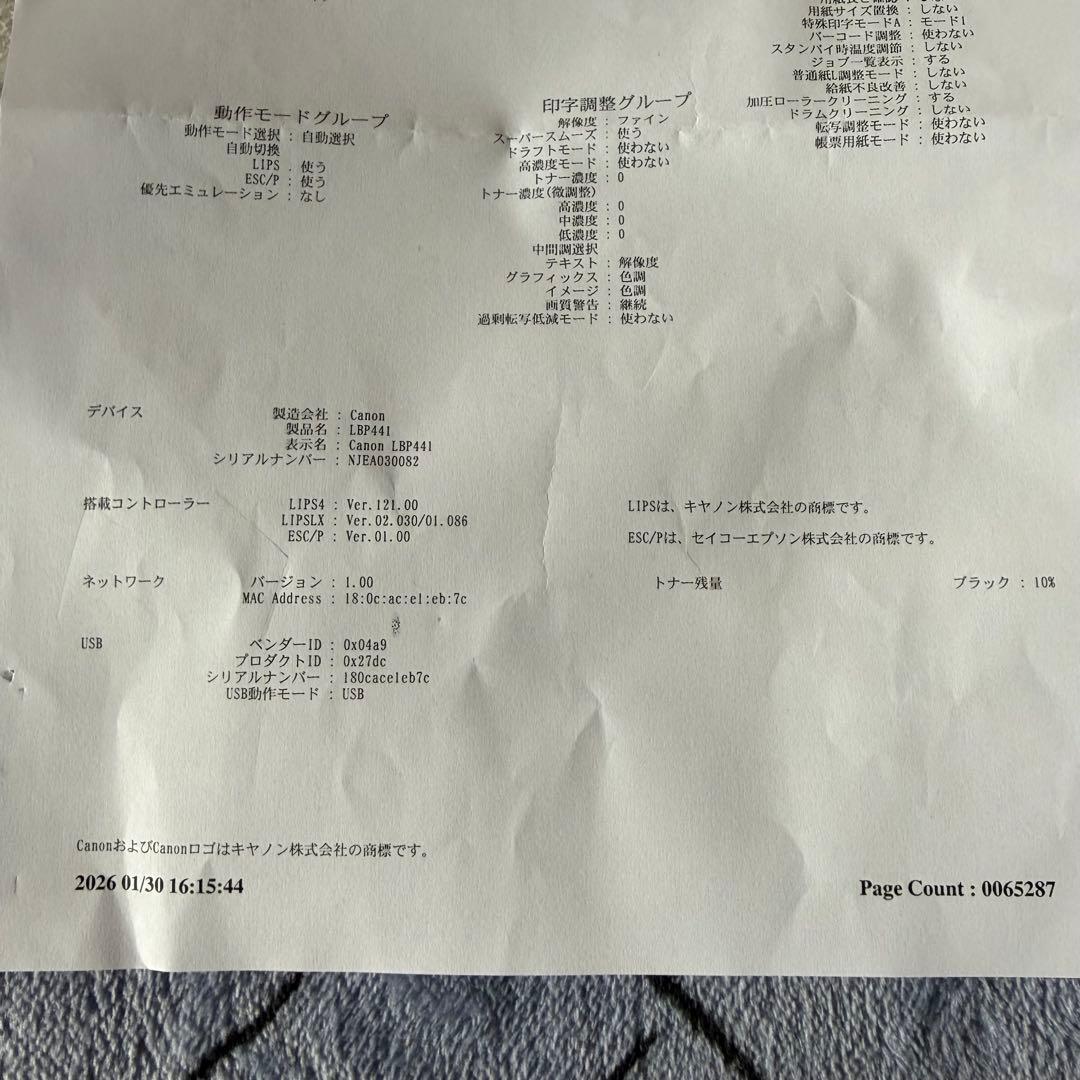 用紙サイズ置換 : しない
特殊印字モードA : モード1
バーコード調整 : 使わない
スタンバイ時温度調節 : しない
ジョブ一覧表示 : する
普通紙L調整モード : しない
給紙不良改善 : しない
加圧ローラークリーニング : する
ドラムクリーニング : しない
転写調整モード : 使わない
帳票用紙モード : 使わない
動作モードグループ
動作モード選択 : 自動選択
自動切換
LIPS : 使う
ESC/P : 使う
優先エミュレーション : なし
印字調整グループ
解像度 : ファイン
スーパースムーズ : 使う
ドラフトモード : 使わない
高濃度モード : 使わない
トナー濃度 : 0
トナー濃度(微調整)
高濃度 : 0
中濃度 : 0
低濃度 : 0
中間調選択
テキスト : 解像度
グラフィックス : 色調
イメージ : 色調
画質警告 : 継続
過剰転写低減モード : 使わない
デバイス 製造会社 : Canon
製品名 : LBP441
表示名 : Canon LBP441
シリアルナンバー : NJEA030082
搭載コントローラー LIPS4 : Ver.121.00
LIPSLX : Ver.02.030/01.086
ESC/P : Ver.01.00
LIPSは、キヤノン株式会社の商標です。
ESC/Pは、セイコーエプソン株式会社の商標です。
ネットワーク バージョン : 1.00
MAC Address : 18:0c:ac:e1:eb:7c
トナー残量 ブラック : 10%
USB ベンダーID : 0x04a9
プロダクトID : 0x27dc
シリアルナンバー : 180cace1eb7c
USB動作モード : USB
CanonおよびCanonロゴはキヤノン株式会社の商標です。
2026 01/30 16:15:44
Page Count : 0065287